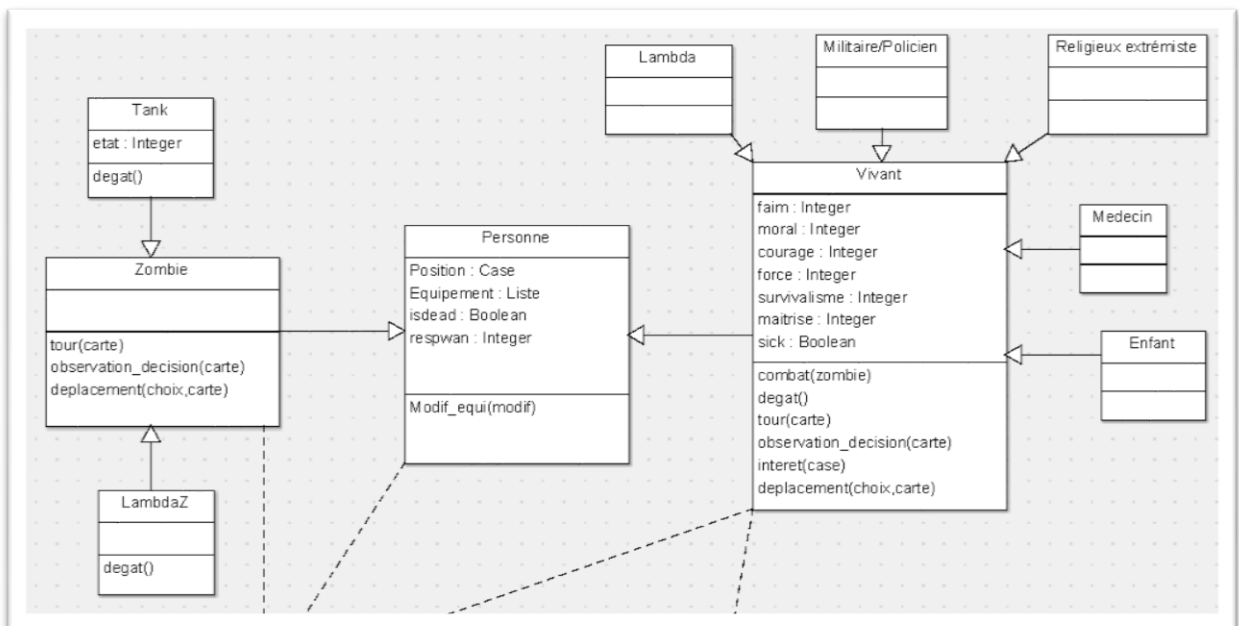 Tank
etat : Integer
degat()
Zombie
tour(carte)
observation_decision(carte)
deplacement(choix,carte)
LambdaZ
degat()
Personne
Position : Case
Equipement : Liste
isdead : Boolean
respwan : Integer
Modif_equi(modif)
Lambda
Militaire/Policien
Religieux extrémiste
Vivant
faim : Integer
moral : Integer
courage : Integer
force : Integer
survivalisme : Integer
maitrise : Integer
sick : Boolean
combat(zombie)
degat()
tour(carte)
observation_decision(carte)
interet(case)
deplacement(choix,carte)
Medecin
Enfant